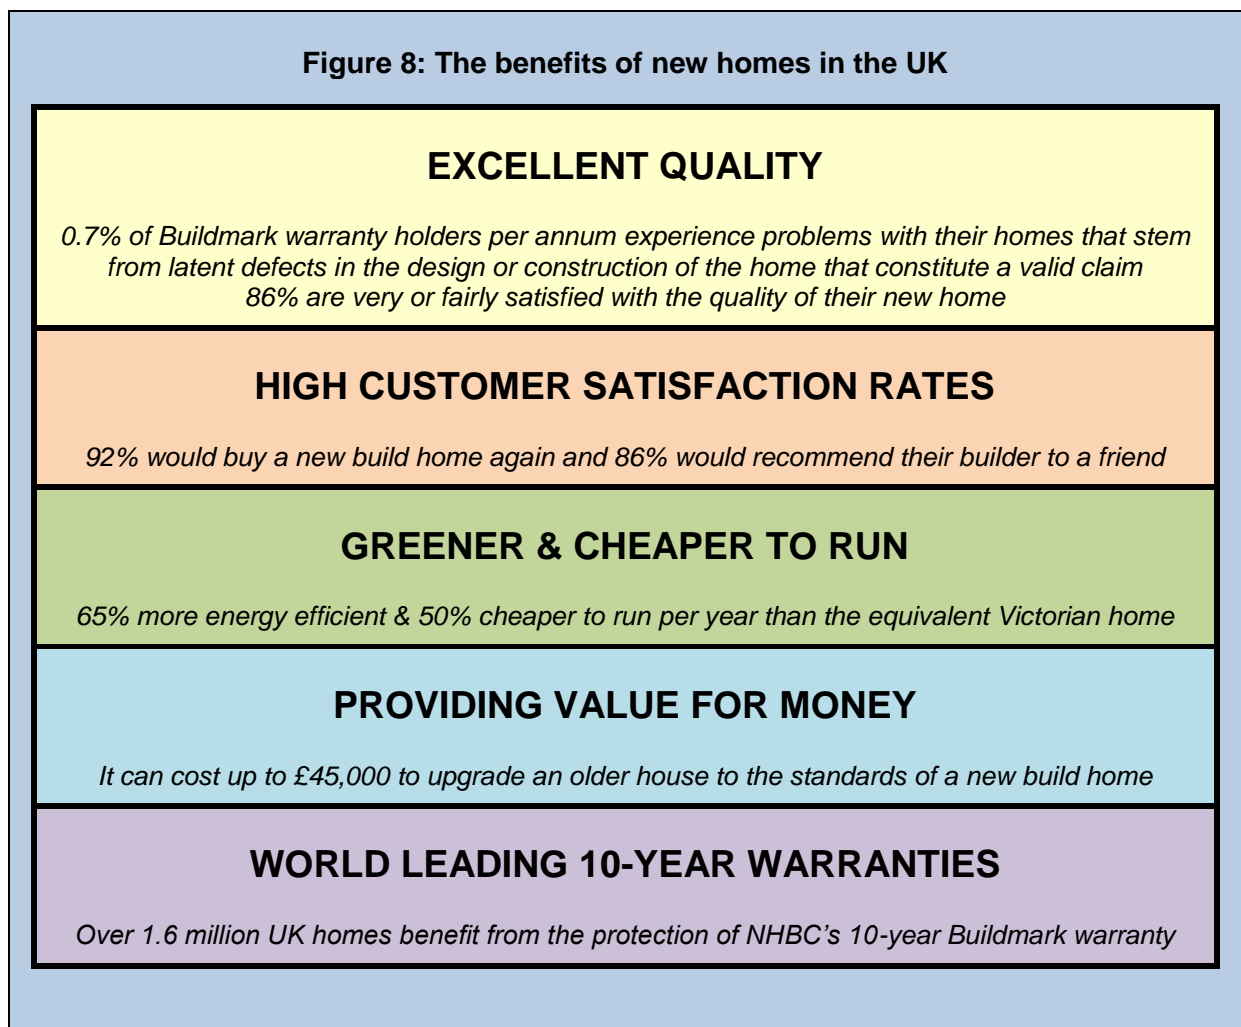 Figure 8: The benefits of new homes in the UK
EXCELLENT QUALITY
0.7% of Buildmark warranty holders per annum experience problems with their homes that stem
from latent defects in the design or construction of the home that constitute a valid claim
86% are very or fairly satisfied with the quality of their new home
HIGH CUSTOMER SATISFACTION RATES
92% would buy a new build home again and 86% would recommend their builder to a friend
GREENER & CHEAPER TO RUN
65% more energy efficient & 50% cheaper to run per year than the equivalent Victorian home
PROVIDING VALUE FOR MONEY
It can cost up to £45,000 to upgrade an older house to the standards of a new build home
WORLD LEADING 10-YEAR WARRANTIES
Over 1.6 million UK homes benefit from the protection of NHBC’s 10-year Buildmark warranty